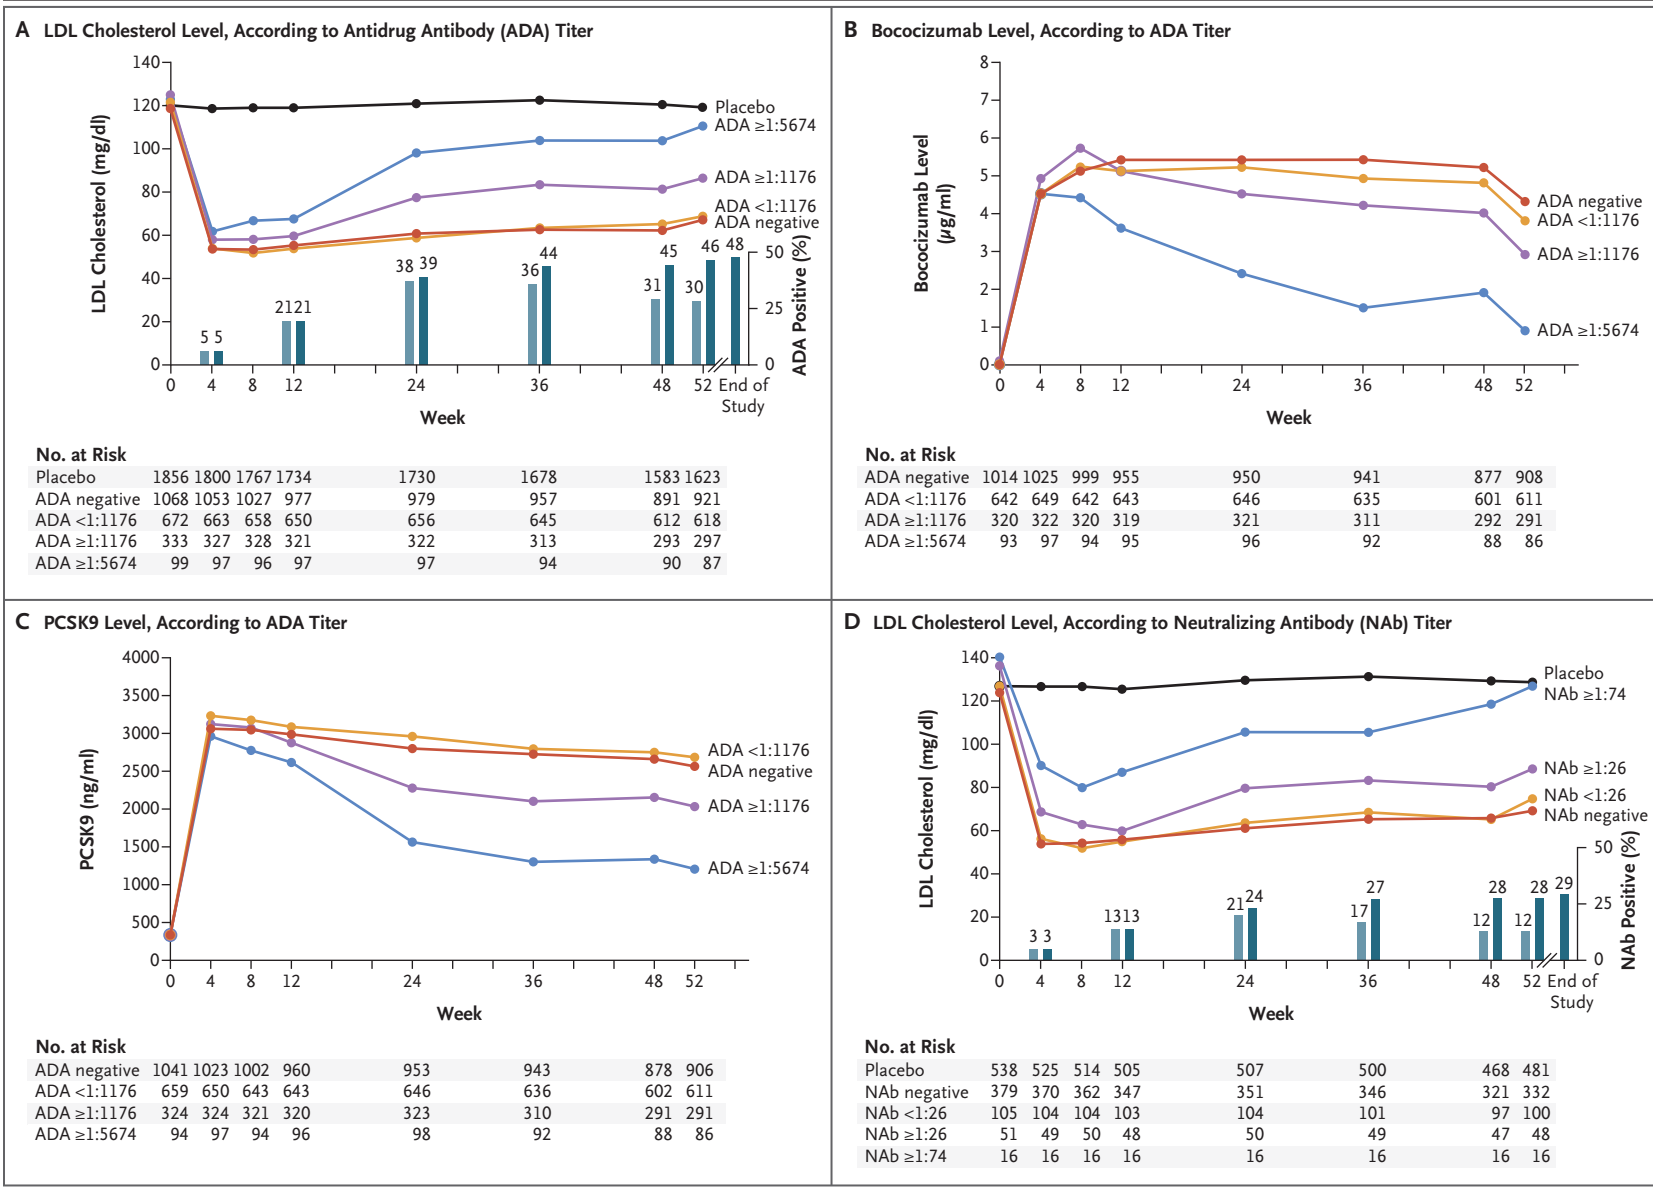 A LDL Cholesterol Level, According to Antidrug Antibody (ADA) Titer
LDL Cholesterol (mg/dl)
140
120
100
80
60
40
20
0
Placebo
ADA ≥1:5674
ADA ≥1:1176
ADA <1:1176
ADA negative
5 5
21 21
38 39
36 44
31 45
30 46
48
50
25
0
ADA Positive (%)
0 4 8 12 24 36 48 52 End of
Study
Week
No. at Risk
Placebo 1856 1800 1767 1734 1730 1678 1583 1623
ADA negative 1068 1053 1027 977 979 957 891 921
ADA <1:1176 672 663 658 650 656 645 612 618
ADA ≥1:1176 333 327 328 321 322 313 293 297
ADA ≥1:5674 99 97 96 97 97 94 90 87
B Bococizumab Level, According to ADA Titer
Bococizumab Level
(µg/ml)
8
7
6
5
4
3
2
1
0
ADA negative
ADA <1:1176
ADA ≥1:1176
ADA ≥1:5674
0 4 8 12 24 36 48 52
Week
No. at Risk
ADA negative 1014 1025 999 955 950 941 877 908
ADA <1:1176 642 649 642 643 646 635 601 611
ADA ≥1:1176 320 322 320 319 321 311 292 291
ADA ≥1:5674 93 97 94 95 96 92 88 86
C PCSK9 Level, According to ADA Titer
PCSK9 (ng/ml)
4000
3500
3000
2500
2000
1500
1000
500
0
ADA <1:1176
ADA negative
ADA ≥1:1176
ADA ≥1:5674
0 4 8 12 24 36 48 52
Week
No. at Risk
ADA negative 1041 1023 1002 960 953 943 878 906
ADA <1:1176 659 650 643 643 646 636 602 611
ADA ≥1:1176 324 324 321 320 323 310 291 291
ADA ≥1:5674 94 97 94 96 98 92 88 86
D LDL Cholesterol Level, According to Neutralizing Antibody (NAb) Titer
LDL Cholesterol (mg/dl)
140
120
100
80
60
40
20
0
Placebo
NAb ≥1:74
NAb ≥1:26
NAb <1:26
NAb negative
3 3
13 13
21 24
17 27
12 28
12 28
29
50
25
0
NAb Positive (%)
0 4 8 12 24 36 48 52 End of
Study
Week
No. at Risk
Placebo 538 525 514 505 507 500 468 481
NAb negative 379 370 362 347 351 346 321 332
NAb <1:26 105 104 104 103 104 101 97 100
NAb ≥1:26 51 49 50 48 50 49 47 48
NAb ≥1:74 16 16 16 16 16 16 16 16